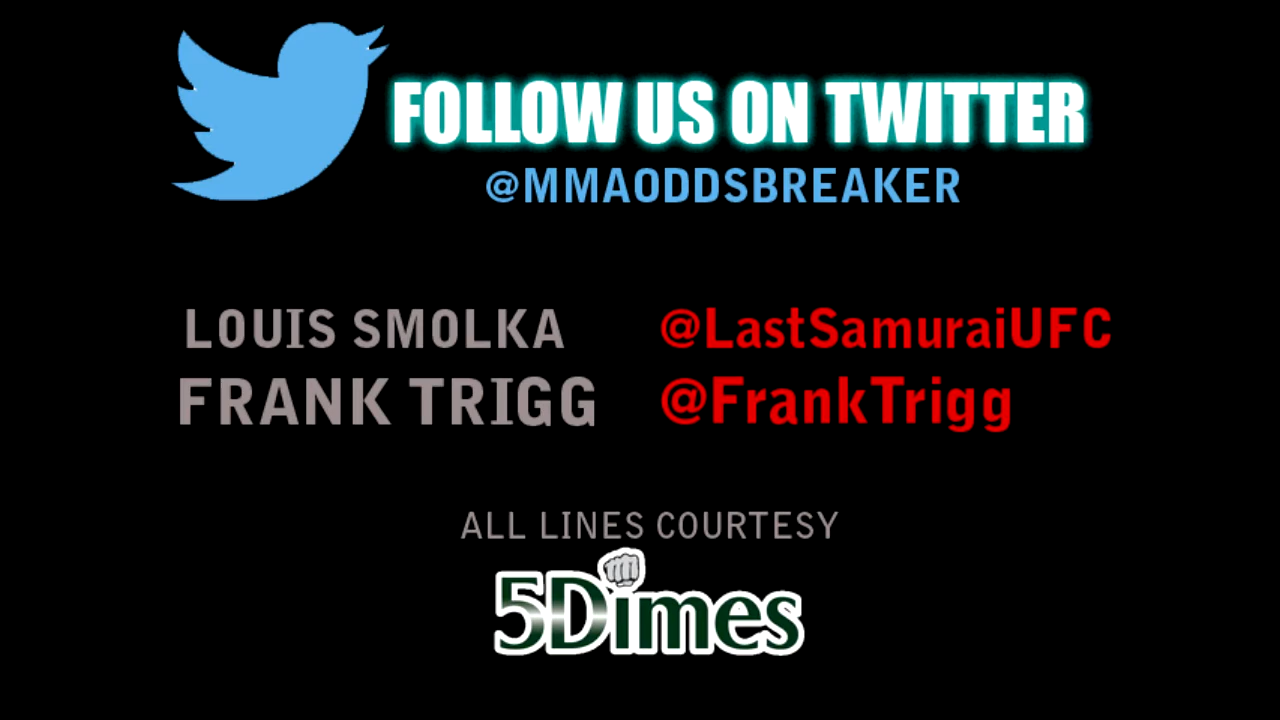 FOLLOW US ON TWITTER
@MMAODDSBREAKER
LOUIS SMOLKA @LastSamuraiUFC
FRANK TRIGG @FrankTrigg
ALL LINES COURTESY
5Dimes